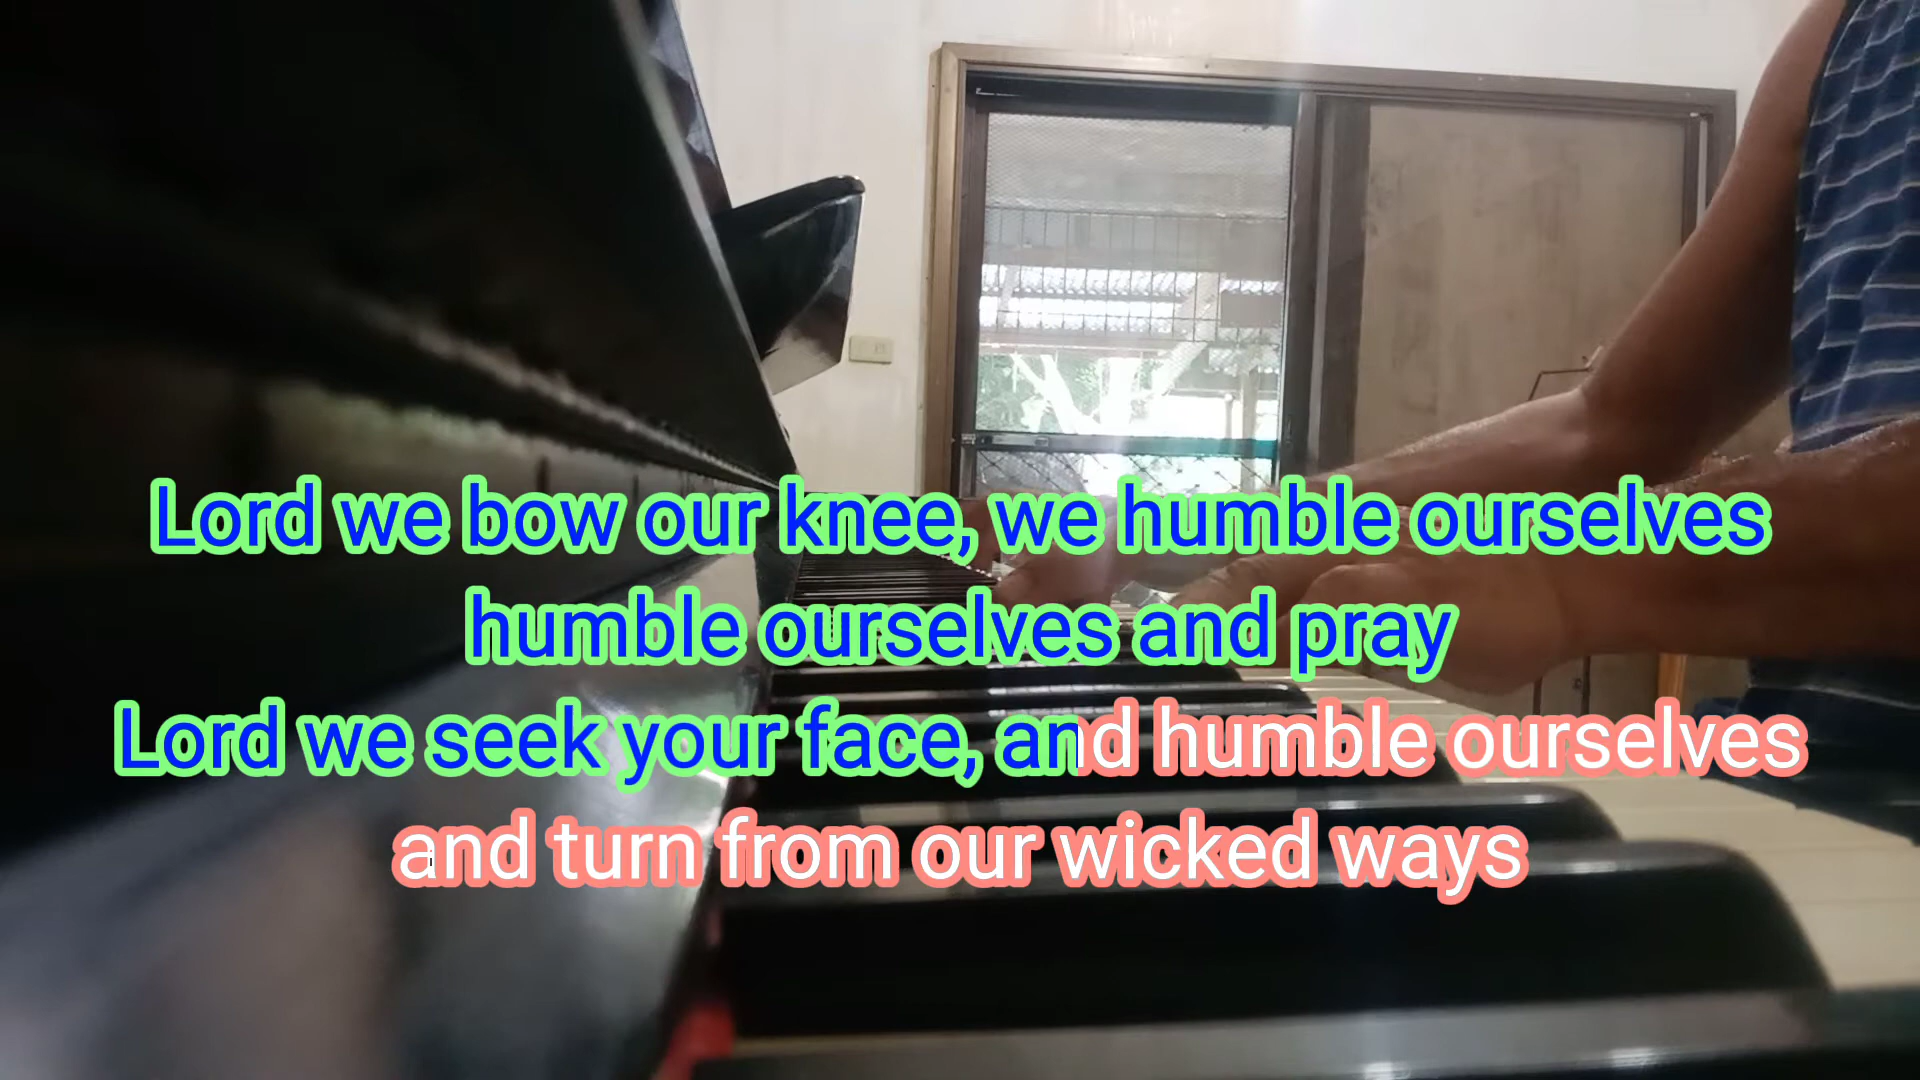 Lord we bow our knee, we humble ourselves
humble ourselves and pray
Lord we seek your face, and humble ourselves
and turn from our wicked ways